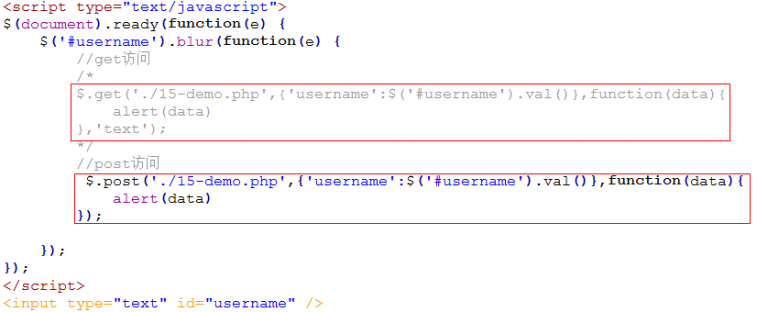 <script type="text/javascript">
$(document).ready(function(e) {
    $('#username').blur(function(e) {
        //get访问
        /*
        $.get('./15-demo.php',{'username':$('#username').val()},function(data){
            alert(data)
        },'text');
        */
        //post访问
         $.post('./15-demo.php',{'username':$('#username').val()},function(data){
            alert(data)
        });
    });
});
</script>
<input type="text" id="username" />